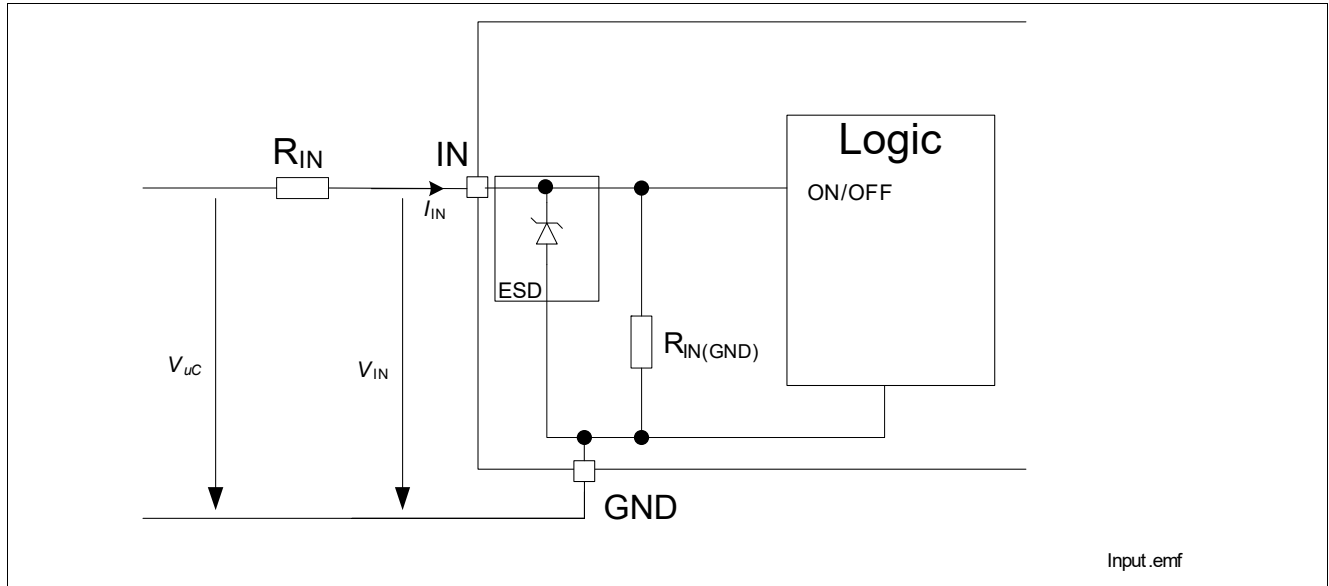 Logic
R_IN
IN
ON/OFF
I_IN
ESD
R_IN(GND)
V_uC
V_IN
GND
Input.emf